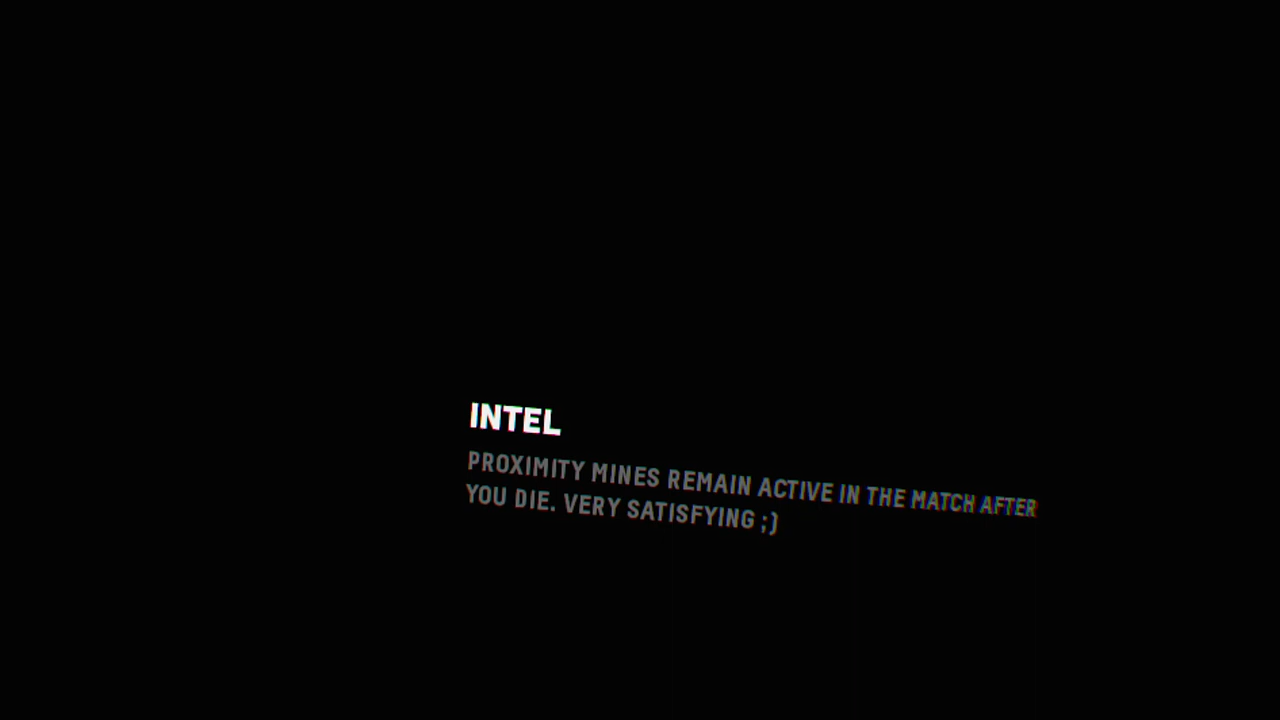 INTEL
PROXIMITY MINES REMAIN ACTIVE IN THE MATCH AFTER
YOU DIE. VERY SATISFYING ;)